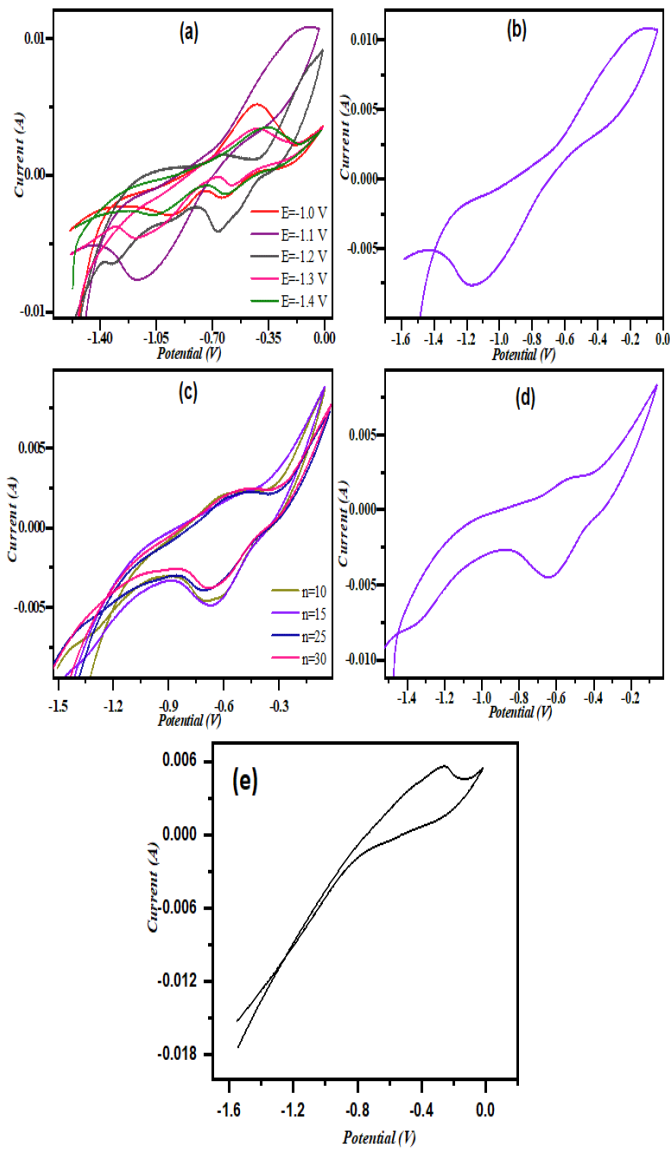 (a)
0.01
0.00
-0.01
Current (A)
E=-1.0 V
E=-1.1 V
E=-1.2 V
E=-1.3 V
E=-1.4 V
-1.40 -1.05 -0.70 -0.35 0.00
Potential (V)
(b)
0.010
0.005
0.000
-0.005
Current (A)
-1.6 -1.4 -1.2 -1.0 -0.8 -0.6 -0.4 -0.2 0.0
Potential (V)
(c)
0.005
0.000
-0.005
Current (A)
n=10
n=15
n=25
n=30
-1.5 -1.2 -0.9 -0.6 -0.3
Potential (V)
(d)
0.005
0.000
-0.005
-0.010
Current (A)
-1.4 -1.2 -1.0 -0.8 -0.6 -0.4 -0.2
Potential (V)
(e)
0.006
0.000
-0.006
-0.012
-0.018
Current (A)
-1.6 -1.2 -0.8 -0.4 0.0
Potential (V)